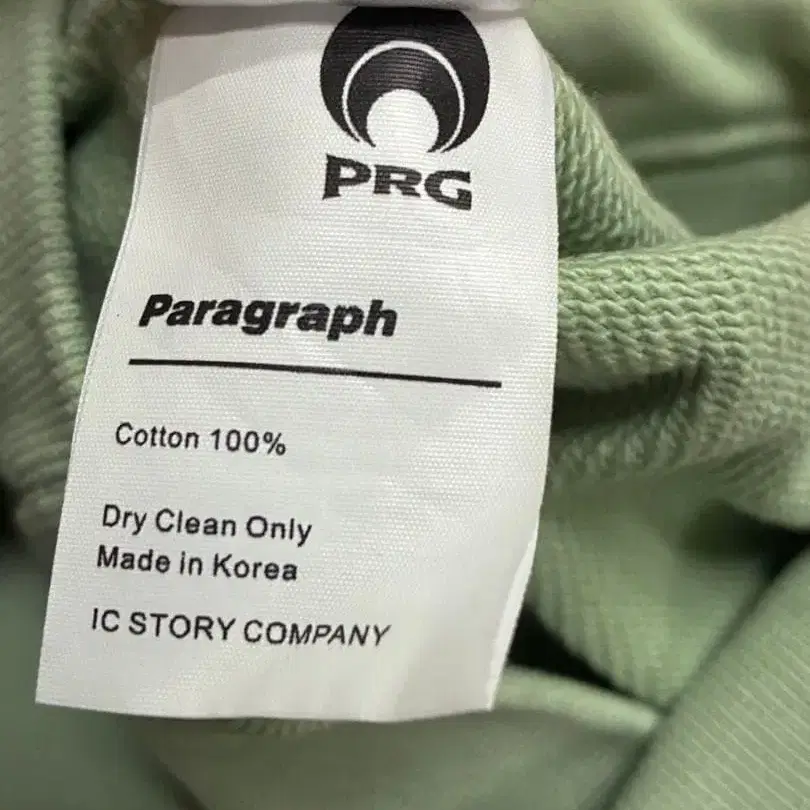 PRG
Paragraph
Cotton 100%
Dry Clean Only
Made in Korea
IC STORY COMPANY